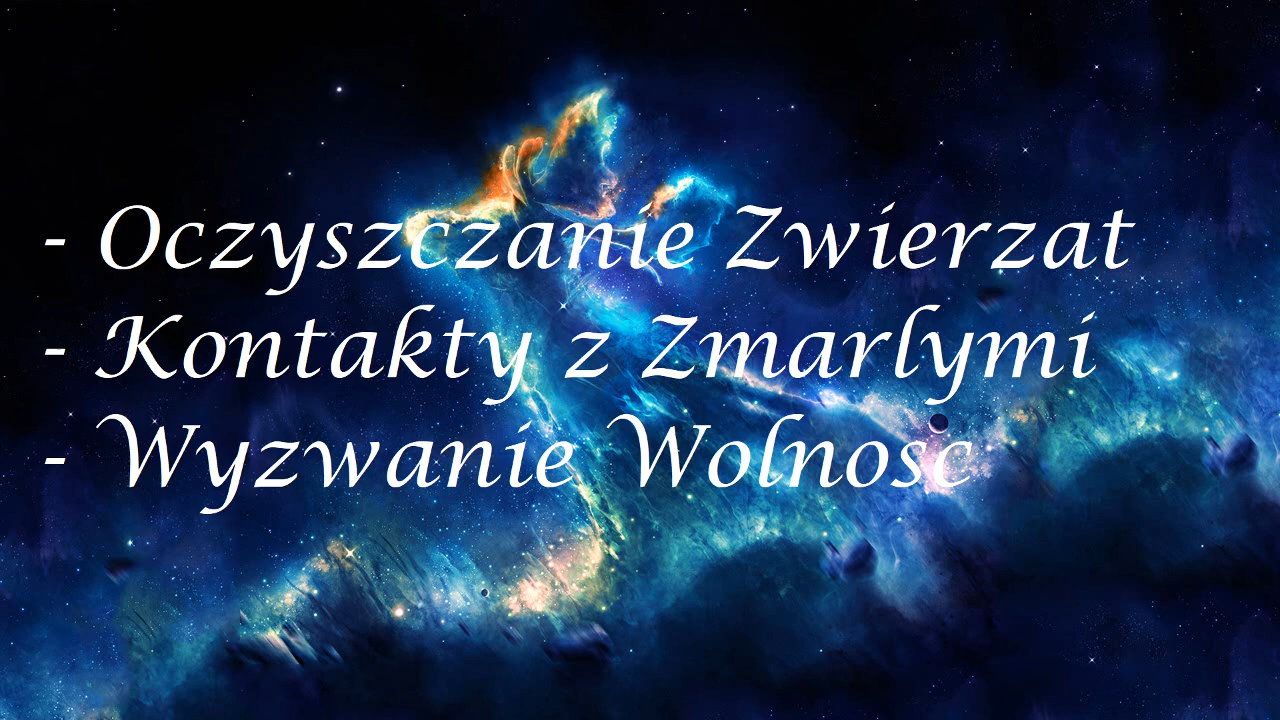 - Oczyszczanie Zwierzat
- Kontakty z Zmarlymi
- Wyzwanie Wolnosc